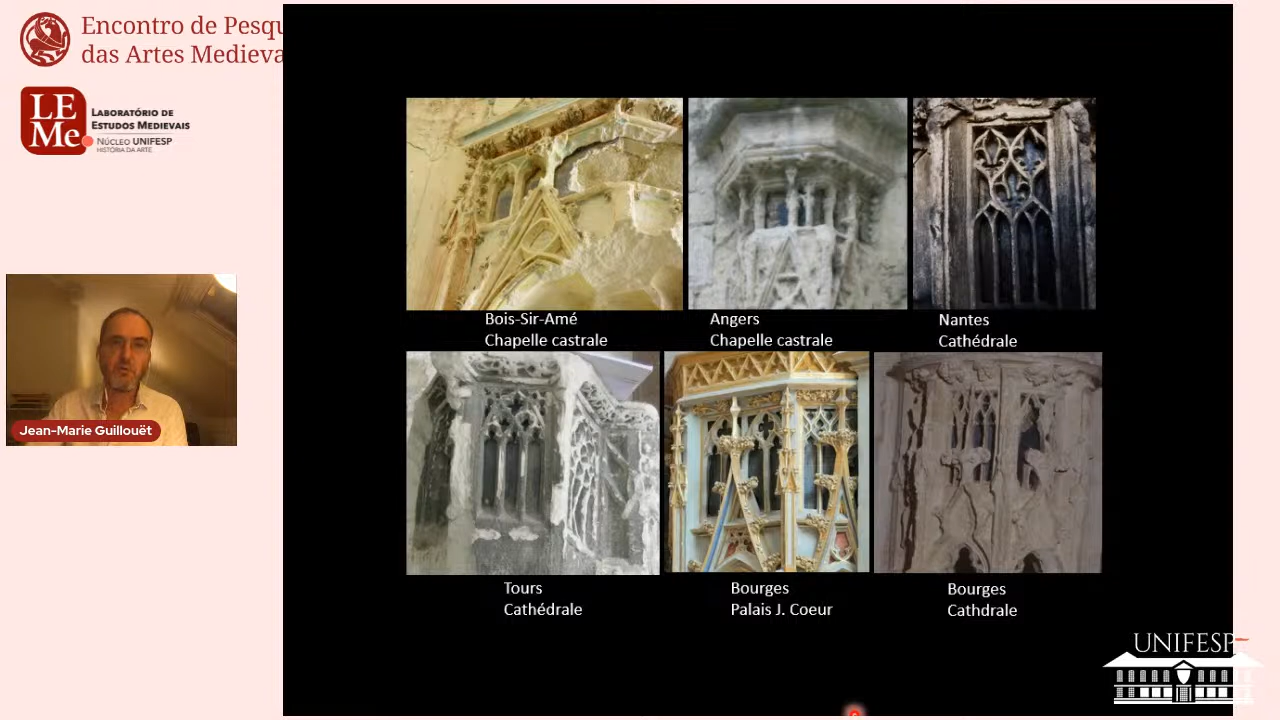 Encontro de Pesqu
das Artes Medieva
LE
Me
LABORATÓRIO DE
ESTUDOS MEDIEVAIS
NÚCLEO UNIFESP
HISTÓRIA DA ARTE
Jean-Marie Guillouët
Bois-Sir-Amé
Chapelle castrale
Angers
Chapelle castrale
Nantes
Cathédrale
Tours
Cathédrale
Bourges
Palais J. Coeur
Bourges
Cathdrale
UNIFESP